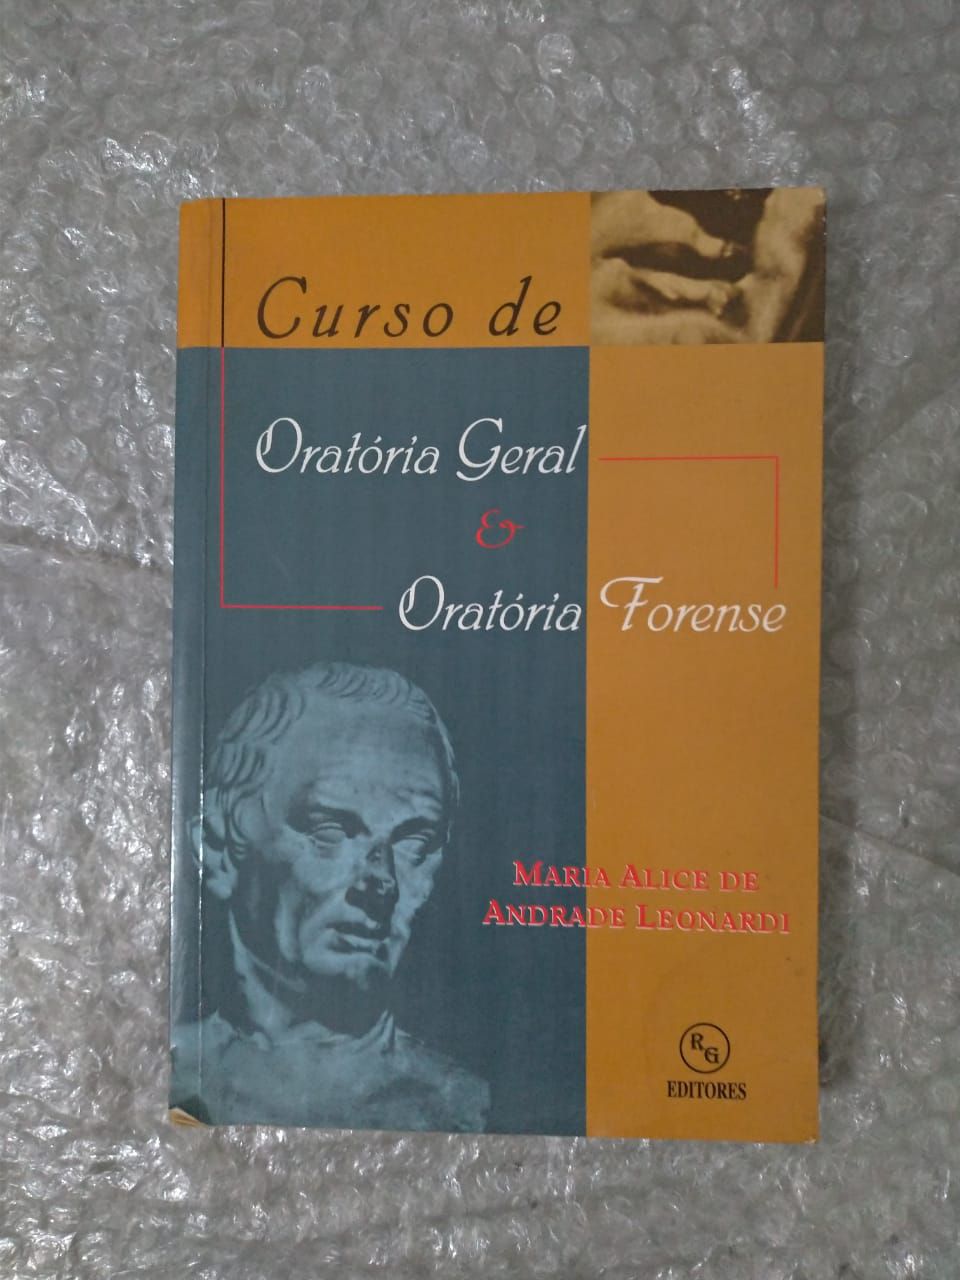 Curso de
Oratória Geral
&
Oratória Forense
MARIA ALICE DE
ANDRADE LEONARDI
RG
EDITORES